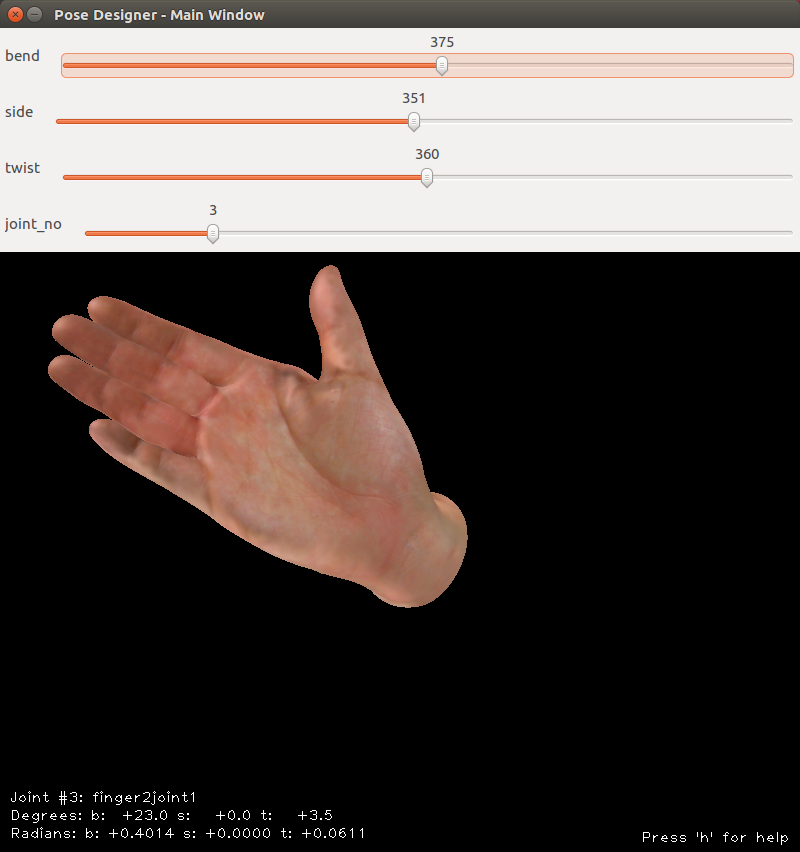 Pose Designer - Main Window
375
bend
351
side
360
twist
3
joint_no
Joint #3: finger2joint1
Degrees: b: +23.0 s: +0.0 t: +3.5
Radians: b: +0.4014 s: +0.0000 t: +0.0611
Press 'h' for help